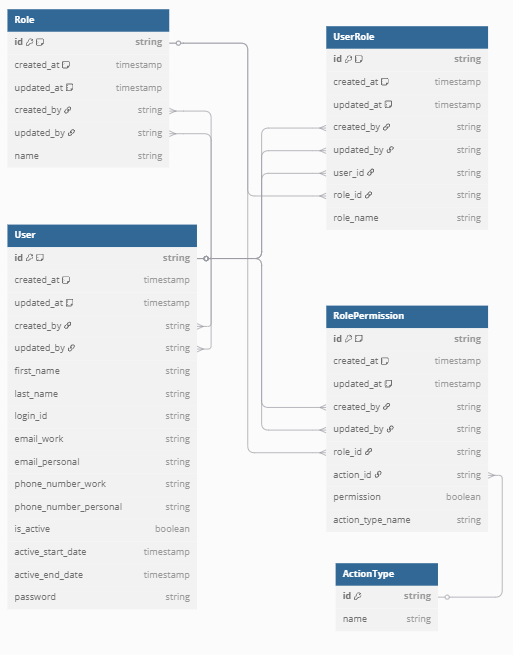 Role
id string
created_at timestamp
updated_at timestamp
created_by string
updated_by string
name string
User
id string
created_at timestamp
updated_at timestamp
created_by string
updated_by string
first_name string
last_name string
login_id string
email_work string
email_personal string
phone_number_work string
phone_number_personal string
is_active boolean
active_start_date timestamp
active_end_date timestamp
password string
UserRole
id string
created_at timestamp
updated_at timestamp
created_by string
updated_by string
user_id string
role_id string
role_name string
RolePermission
id string
created_at timestamp
updated_at timestamp
created_by string
updated_by string
role_id string
action_id string
permission boolean
action_type_name string
ActionType
id string
name string